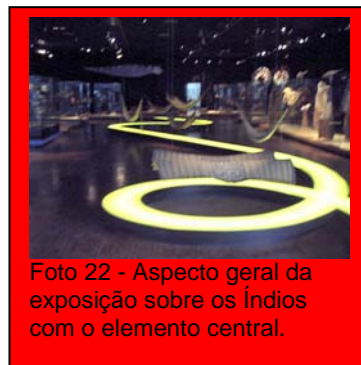 Foto 22 - Aspecto geral da
exposição sobre os Índios
com o elemento central.